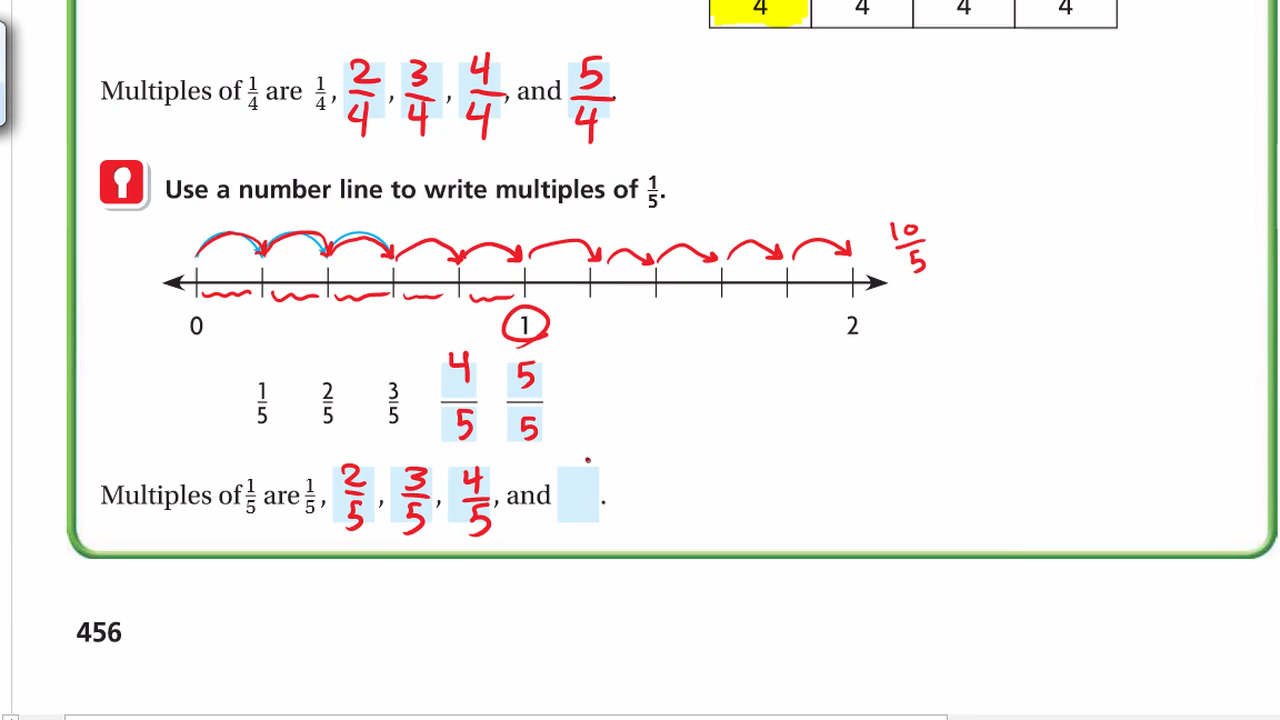 4 4 4 4
Multiples of 1/4 are 1/4, 2/4, 3/4, 4/4, and 5/4.
Use a number line to write multiples of 1/5.
10/5
0 1 2
1/5 2/5 3/5 4/5 5/5
Multiples of 1/5 are 1/5, 2/5, 3/5, 4/5, and .
456